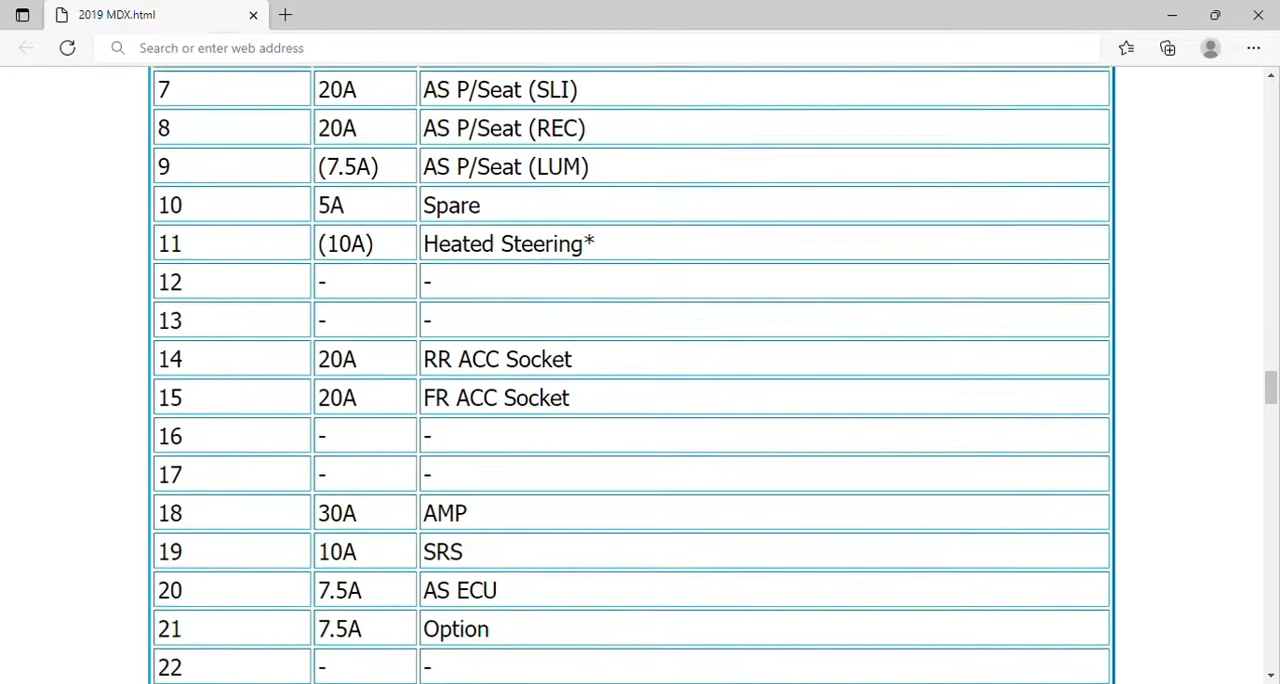 2019 MDX.html
Search or enter web address
7 20A AS P/Seat (SLI)
8 20A AS P/Seat (REC)
9 (7.5A) AS P/Seat (LUM)
10 5A Spare
11 (10A) Heated Steering*
12 - -
13 - -
14 20A RR ACC Socket
15 20A FR ACC Socket
16 - -
17 - -
18 30A AMP
19 10A SRS
20 7.5A AS ECU
21 7.5A Option
22 - -